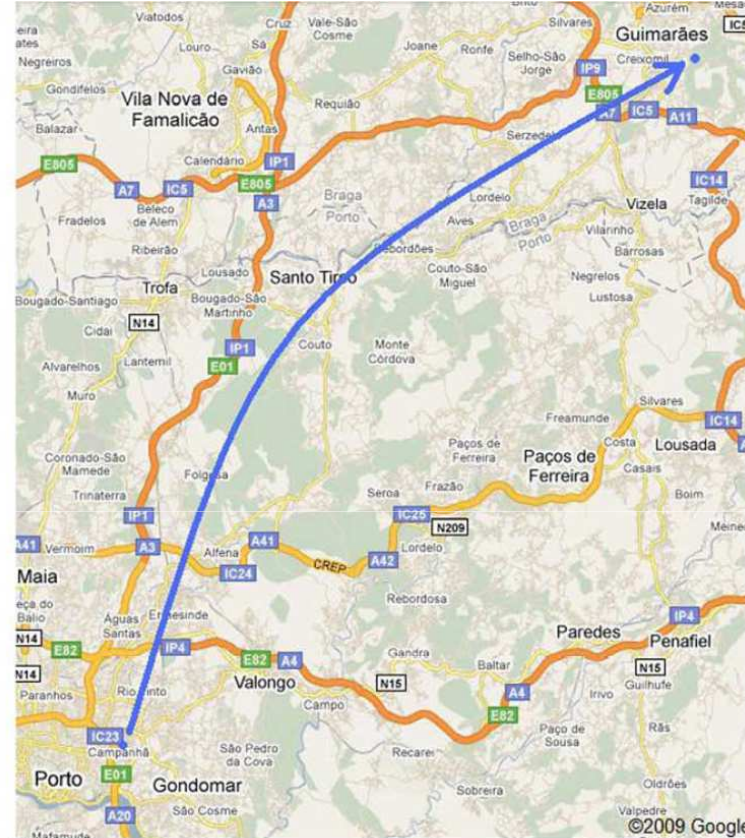 Viatodos
Cruz
Vale-São
Cosme
Silvares
Azurém
Guimarães
Louro
Sá
Joane
Ronfe
Selho-São
Jorge
Creixomil
Negreiros
Gavião
IP9
Gondifelos
E805
Vila Nova de
Famalicão
Requião
A7
IC5
A11
Antas
Serzedelo
Balazar
Calendário
IP1
E805
E805
A7
IC5
A3
Braga
Porto
Lordelo
IC14
Tagilde
Fradelos
Beleco
de Alem
Aves
Braga
Porto
Vizela
Ribeirão
Rebordões
Vilarinho
Barrosas
Lousado
Santo Tirso
Couto-São
Miguel
Negrelos
Trofa
Bougado-Santiago
Bougado-São
Martinho
Lustosa
N14
Cidai
Couto
Monte
Córdova
IP1
Alvarelhos
Lantemil
E01
Muro
Silvares
Freamunde
IC14
Coronado-São
Mamede
Paços de
Ferreira
Paços de
Ferreira
Costa
Lousada
Casais
Trinaterra
Folgosa
Seroa
Frazão
Boim
IP1
IC25
N209
A41
Vermoim
A3
Alfena
A41
Lordelo
IC24
CREP
A42
Maia
Rebordosa
Ermesinde
Águas
Santas
IP4
N14
E82
IP4
Paredes
Penafiel
N14
E82
A4
Gandra
Baltar
N15
Paranhos
Rio Tinto
Valongo
N15
A4
Irivo
Guilhufe
Campo
E82
Paço de
Sousa
Rãs
IC23
Campanhã
São Pedro
da Cova
Recarei
Porto
E01
Gondomar
Sobreira
Oldrões
A20
São Cosme
Valpedre
©2009 Google